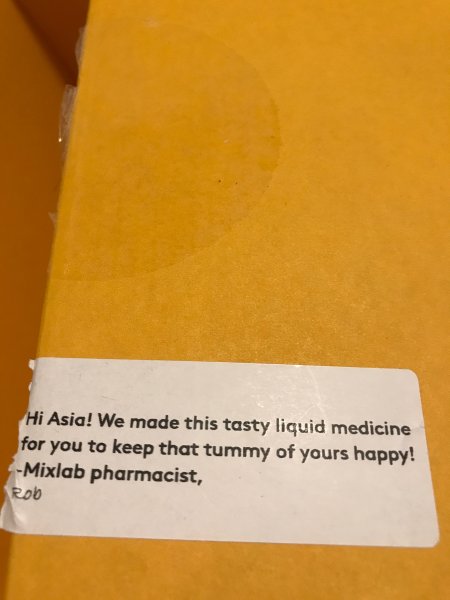 Hi Asia! We made this tasty liquid medicine
for you to keep that tummy of yours happy!
-Mixlab pharmacist,
Rob